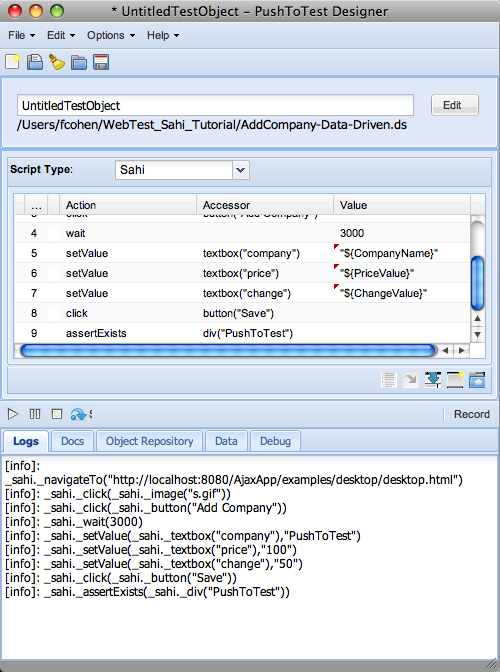 * UntitledTestObject – PushToTest Designer
File Edit Options Help
UntitledTestObject Edit
/Users/fcohen/WebTest_Sahi_Tutorial/AddCompany-Data-Driven.ds
Script Type: Sahi
... Action Accessor Value
3 click button("Add Company")
4 wait 3000
5 setValue textbox("company") "${CompanyName}"
6 setValue textbox("price") "${PriceValue}"
7 setValue textbox("change") "${ChangeValue}"
8 click button("Save")
9 assertExists div("PushToTest")
Record
Logs Docs Object Repository Data Debug
[info]:
_sahi._navigateTo("http://localhost:8080/AjaxApp/examples/desktop/desktop.html")
[info]: _sahi._click(_sahi._image("s.gif"))
[info]: _sahi._click(_sahi._button("Add Company"))
[info]: _sahi._wait(3000)
[info]: _sahi._setValue(_sahi._textbox("company"),"PushToTest")
[info]: _sahi._setValue(_sahi._textbox("price"),"100")
[info]: _sahi._setValue(_sahi._textbox("change"),"50")
[info]: _sahi._click(_sahi._button("Save"))
[info]: _sahi._assertExists(_sahi._div("PushToTest"))